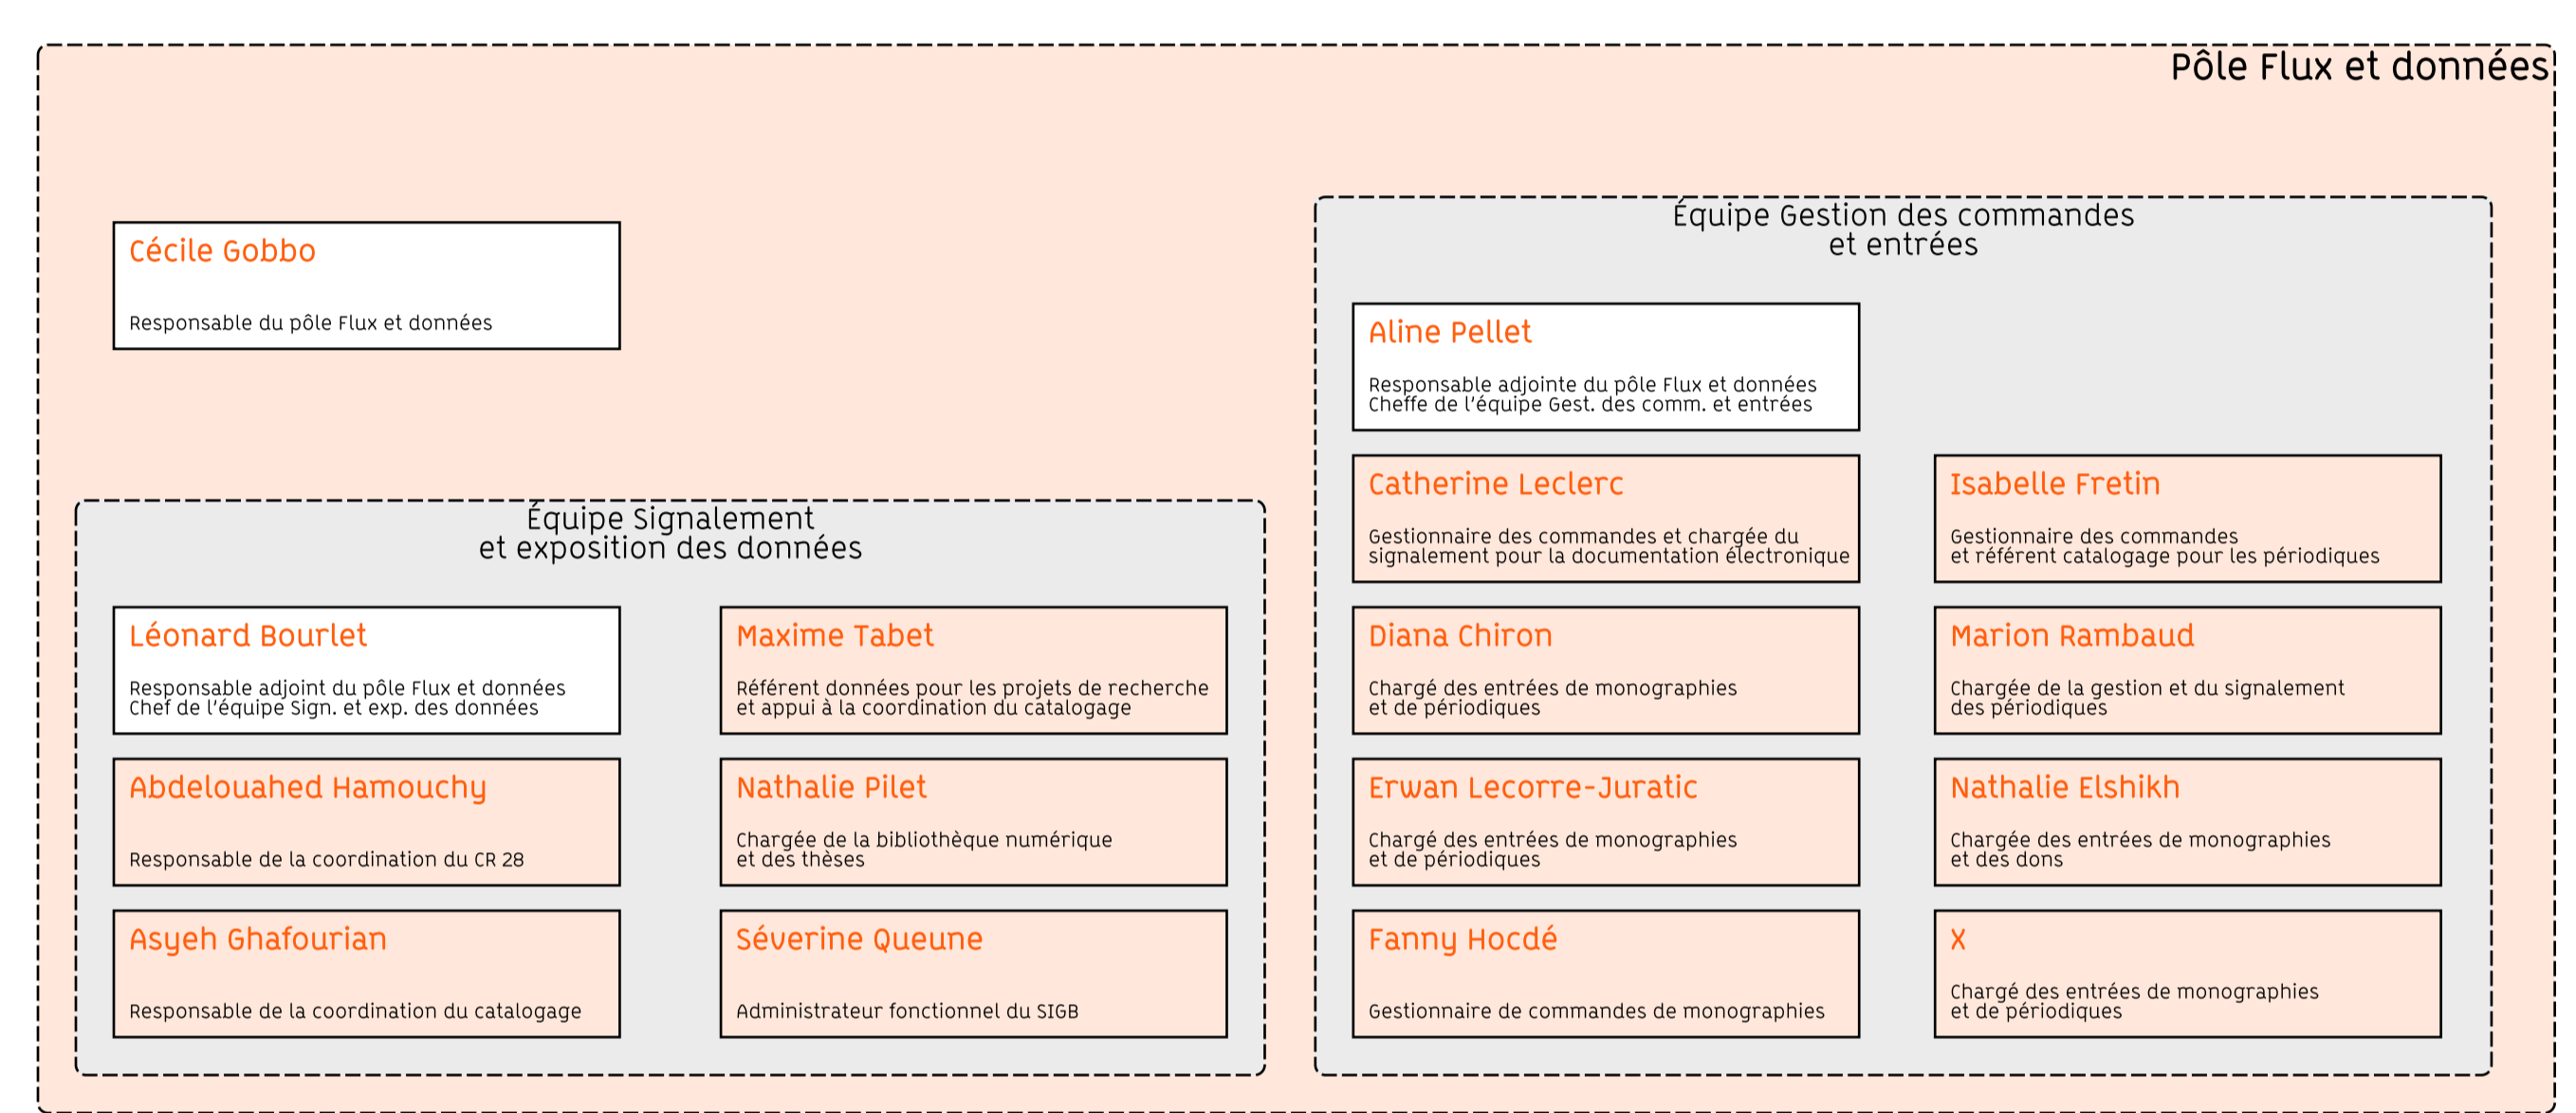 Pôle Flux et données
Cécile Gobbo
Responsable du pôle Flux et données
Équipe Signalement
et exposition des données
Léonard Bourlet
Responsable adjoint du pôle Flux et données
Chef de l'équipe Sign. et exp. des données
Maxime Tabet
Référent données pour les projets de recherche
et appui à la coordination du catalogage
Abdelouahed Hamouchy
Responsable de la coordination du CR 28
Nathalie Pilet
Chargée de la bibliothèque numérique
et des thèses
Asyeh Ghafourian
Responsable de la coordination du catalogage
Séverine Queune
Administrateur fonctionnel du SIGB
Équipe Gestion des commandes
et entrées
Aline Pellet
Responsable adjointe du pôle Flux et données
Cheffe de l'équipe Gest. des comm. et entrées
Catherine Leclerc
Gestionnaire des commandes et chargée du
signalement pour la documentation électronique
Isabelle Fretin
Gestionnaire des commandes
et référent catalogage pour les périodiques
Diana Chiron
Chargé des entrées de monographies
et de périodiques
Marion Rambaud
Chargée de la gestion et du signalement
des périodiques
Erwan Lecorre-Juratic
Chargé des entrées de monographies
et de périodiques
Nathalie Elshikh
Chargée des entrées de monographies
et des dons
Fanny Hocdé
Gestionnaire de commandes de monographies
X
Chargé des entrées de monographies
et de périodiques